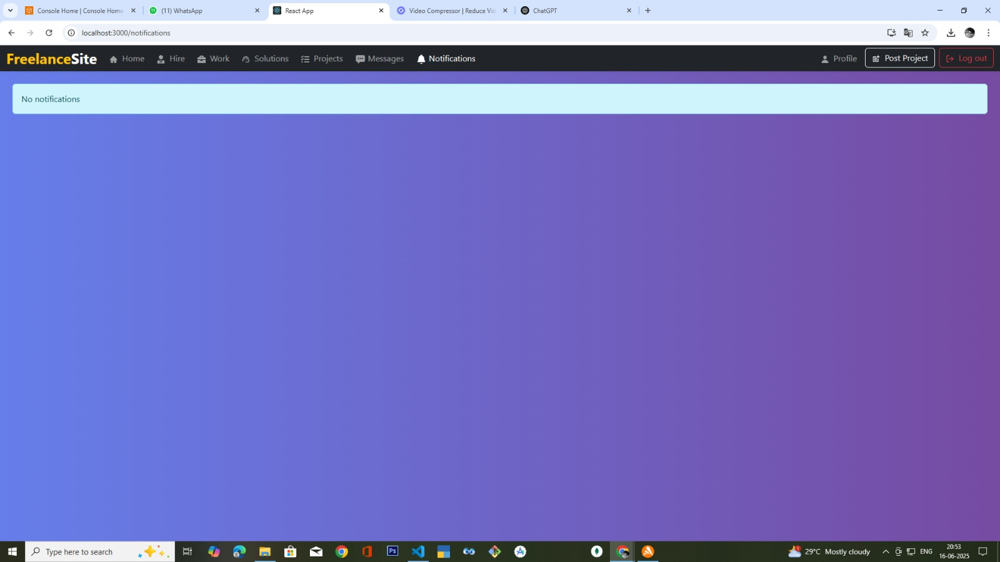 Console Home | Console Home
(11) WhatsApp
React App
Video Compressor | Reduce Vid
ChatGPT
localhost:3000/notifications
FreelanceSite
Home
Hire
Work
Solutions
Projects
Messages
Notifications
Profile
Post Project
Log out
No notifications
Type here to search
Ps
1
29°C Mostly cloudy
ENG
20:53
16-06-2025